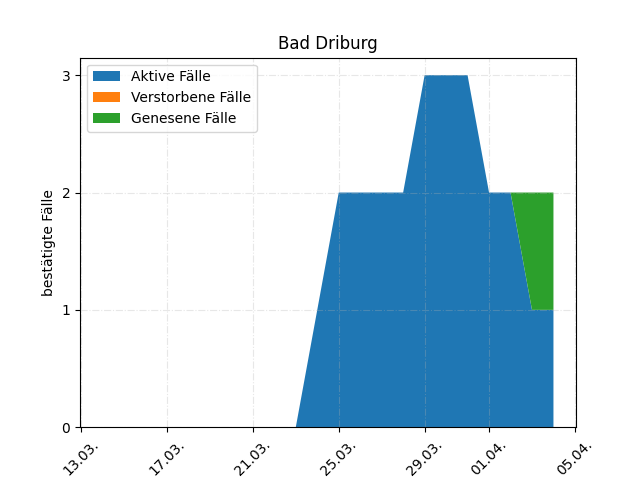 Bad Driburg
Aktive Fälle
Verstorbene Fälle
Genesene Fälle
bestätigte Fälle
3
2
1
0
13.03.
17.03.
21.03.
25.03.
29.03.
01.04.
05.04.